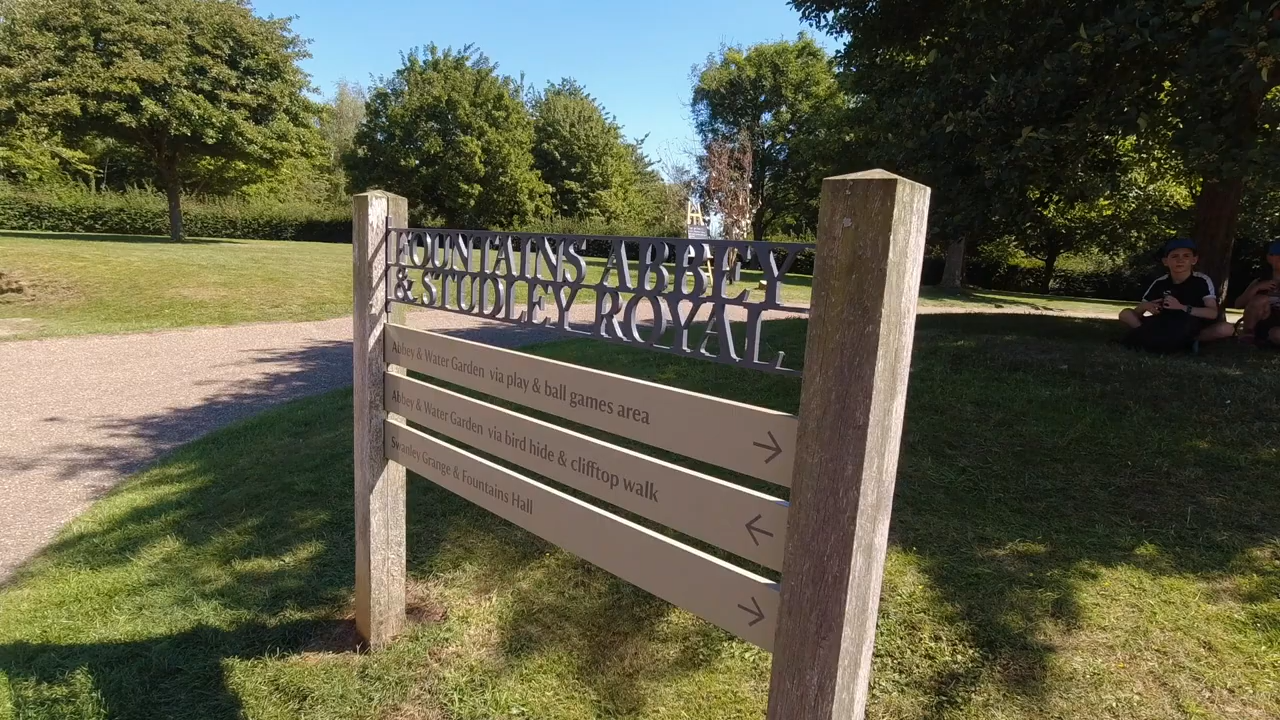 FOUNTAINS ABBEY
& STUDLEY ROYAL
Abbey & Water Garden via play & ball games area →
Abbey & Water Garden via bird hide & clifftop walk ←
Swanley Grange & Fountains Hall →